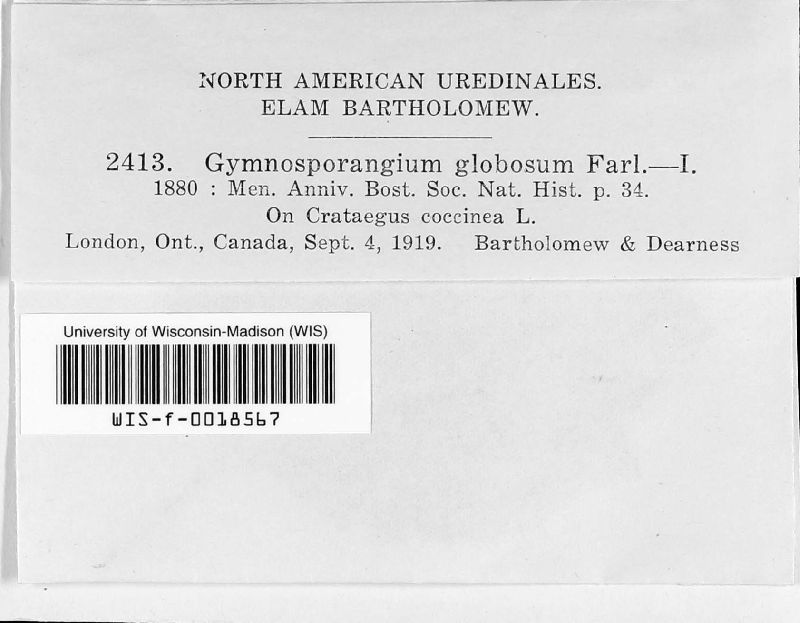 NORTH AMERICAN UREDINALES.
ELAM BARTHOLOMEW.
2413. Gymnosporangium globosum Farl.—I.
1880 : Men. Anniv. Bost. Soc. Nat. Hist. p. 34.
On Crataegus coccinea L.
London, Ont., Canada, Sept. 4, 1919. Bartholomew & Dearness
University of Wisconsin-Madison (WIS)
WIS-f-0018567